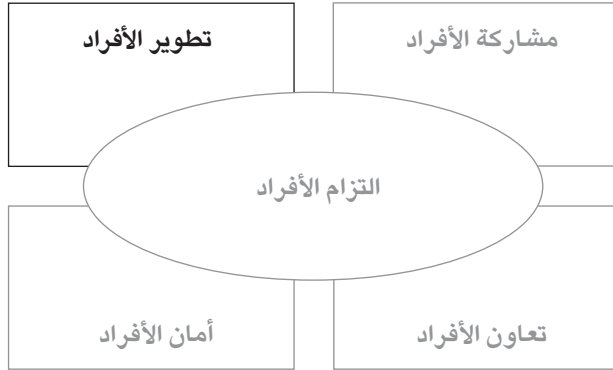 مشاركة الأفراد
تطوير الأفراد
التزام الأفراد
تعاون الأفراد
أمان الأفراد